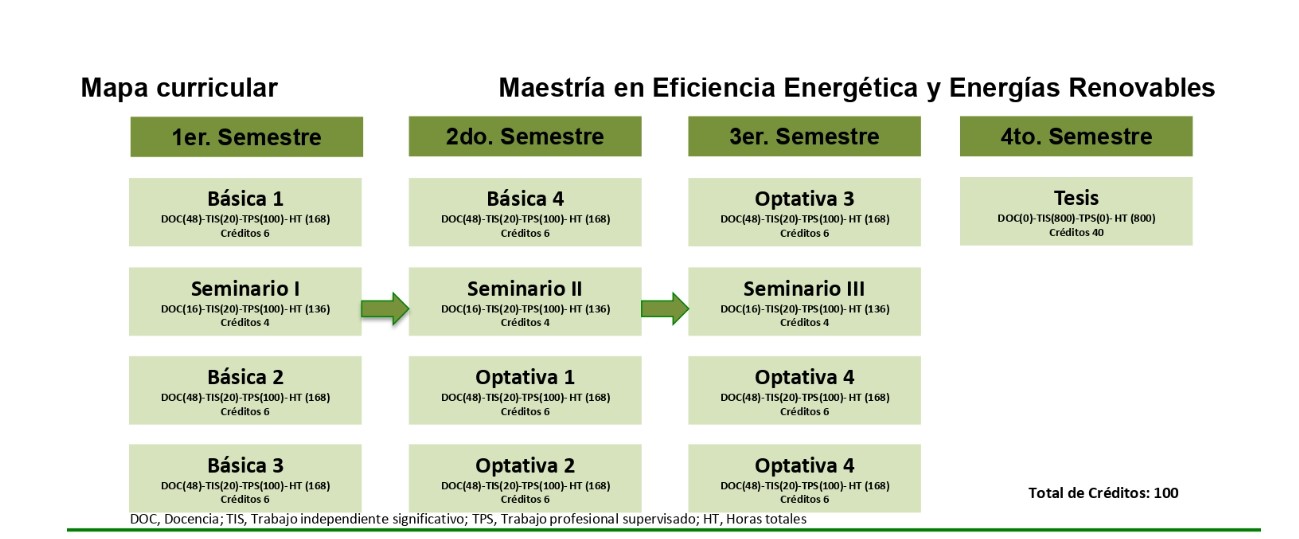 Mapa curricular
Maestría en Eficiencia Energética y Energías Renovables
1er. Semestre
2do. Semestre
3er. Semestre
4to. Semestre
Básica 1
DOC(48)-TIS(20)-TPS(100)-HT (168)
Créditos 6
Básica 4
DOC(48)-TIS(20)-TPS(100)-HT (168)
Créditos 6
Optativa 3
DOC(48)-TIS(20)-TPS(100)-HT (168)
Créditos 6
Tesis
DOC(0)-TIS(800)-TPS(0)-HT (800)
Créditos 40
Seminario I
DOC(16)-TIS(20)-TPS(100)-HT (136)
Créditos 4
Seminario II
DOC(16)-TIS(20)-TPS(100)-HT (136)
Créditos 4
Seminario III
DOC(16)-TIS(20)-TPS(100)-HT (136)
Créditos 4
Básica 2
DOC(48)-TIS(20)-TPS(100)-HT (168)
Créditos 6
Optativa 1
DOC(48)-TIS(20)-TPS(100)-HT (168)
Créditos 6
Optativa 4
DOC(48)-TIS(20)-TPS(100)-HT (168)
Créditos 6
Básica 3
DOC(48)-TIS(20)-TPS(100)-HT (168)
Créditos 6
Optativa 2
DOC(48)-TIS(20)-TPS(100)-HT (168)
Créditos 6
Optativa 4
DOC(48)-TIS(20)-TPS(100)-HT (168)
Créditos 6
Total de Créditos: 100
DOC, Docencia; TIS, Trabajo independiente significativo; TPS, Trabajo profesional supervisado; HT, Horas totales